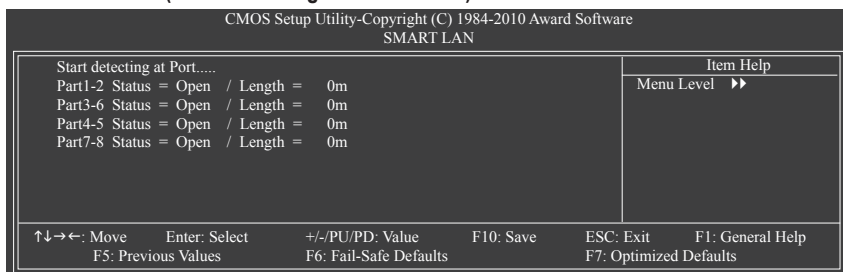 CMOS Setup Utility-Copyright (C) 1984-2010 Award Software
SMART LAN
Start detecting at Port.....
Part1-2 Status = Open / Length = 0m
Part3-6 Status = Open / Length = 0m
Part4-5 Status = Open / Length = 0m
Part7-8 Status = Open / Length = 0m
Item Help
Menu Level ▶▶
↑↓→←: Move Enter: Select +/-/PU/PD: Value F10: Save ESC: Exit F1: General Help
F5: Previous Values F6: Fail-Safe Defaults F7: Optimized Defaults